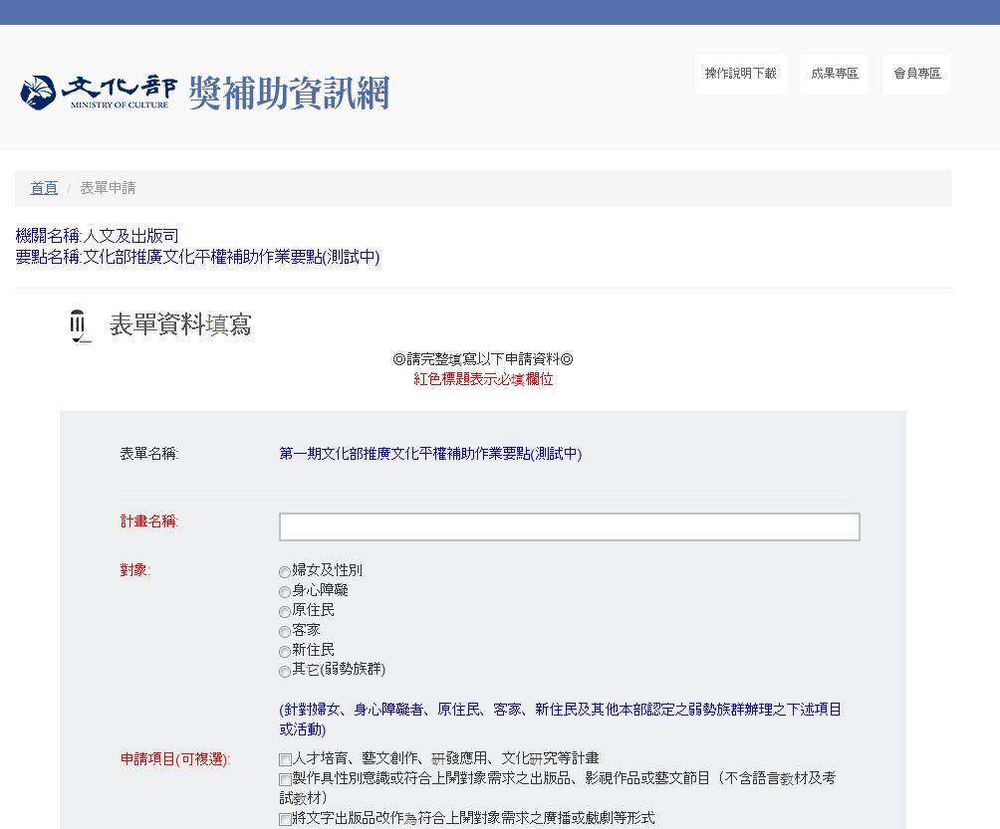 文化部
MINISTRY OF CULTURE
獎補助資訊網
操作說明下載
成果專區
會員專區
首頁 / 表單申請
機關名稱:人文及出版司
要點名稱:文化部推廣文化平權補助作業要點(測試中)
表單資料填寫
◎請完整填寫以下申請資料◎
紅色標題表示必填欄位
表單名稱:
第一期文化部推廣文化平權補助作業要點(測試中)
計畫名稱:
對象:
婦女及性別
身心障礙
原住民
客家
新住民
其它(弱勢族群)
(針對婦女、身心障礙者、原住民、客家、新住民及其他本部認定之弱勢族群辦理之下述項目
或活動)
申請項目(可複選):
人才培育、藝文創作、研發應用、文化研究等計畫
製作具性別意識或符合上開對象需求之出版品、影視作品或藝文節目（不含語言教材及考
試教材）
將文字出版品改作為符合上開對象需求之廣播或戲劇等形式